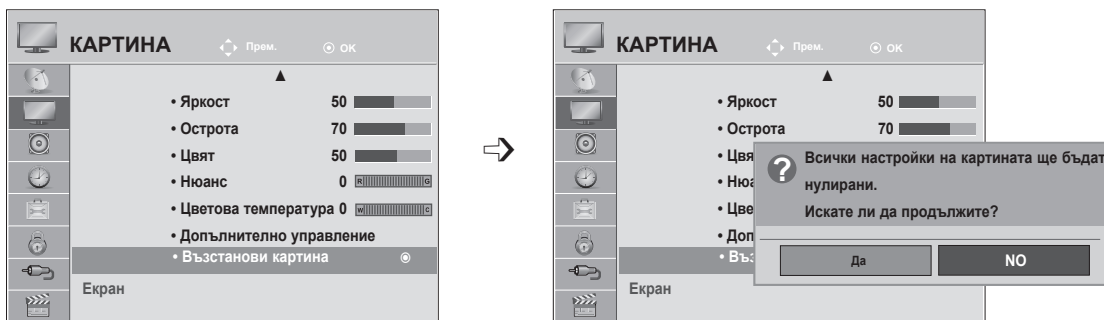 КАРТИНА
Прем.
OK
• Яркост 50
• Острота 70
• Цвят 50
• Нюанс 0 R G
• Цветова температура 0 W C
• Допълнително управление
• Възстанови картина
Екран
КАРТИНА
Прем.
OK
• Яркост 50
• Острота 70
• Цвя
• Нюа
• Цве
• Доп
• Въз
Екран
? Всички настройки на картината ще бъдат
нулирани.
Искате ли да продължите?
Да NO